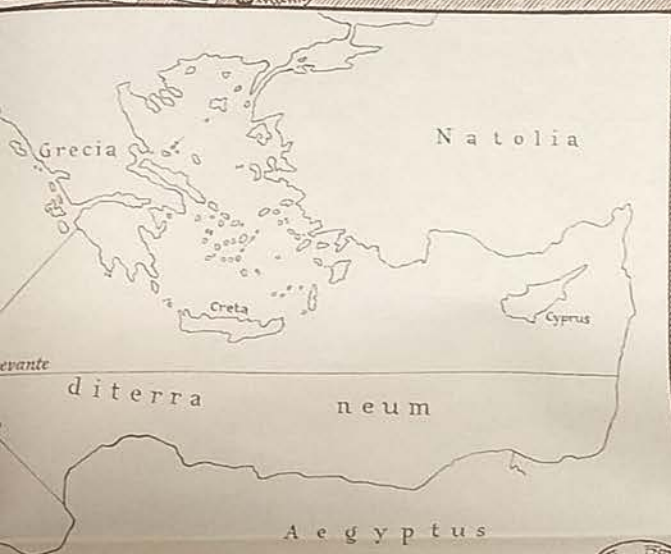 Natolia
Grecia
Creta
Cyprus
evante
diterra neum
Aegyptus